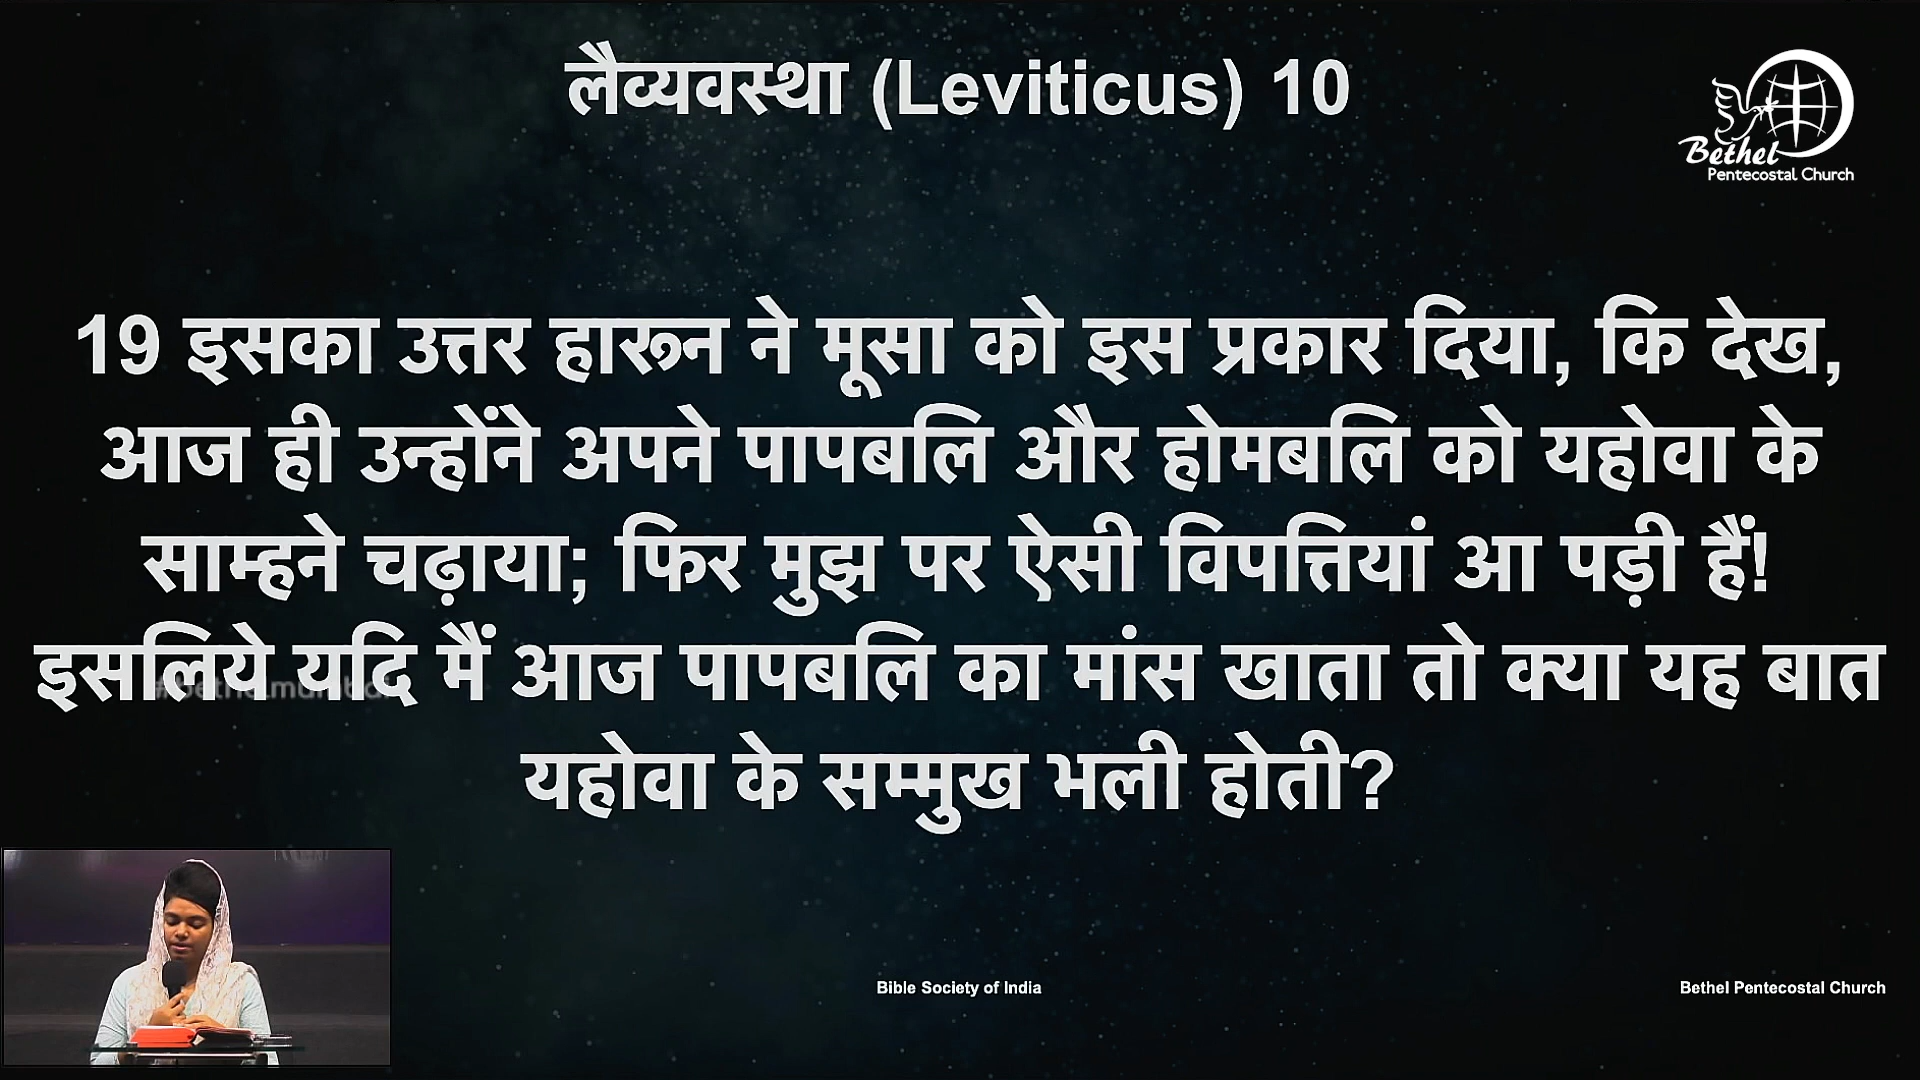 लैव्यवस्था (Leviticus) 10
Bethel
Pentecostal Church
19 इसका उत्तर हारून ने मूसा को इस प्रकार दिया, कि देख,
आज ही उन्होंने अपने पापबलि और होमबलि को यहोवा के
साम्हने चढ़ाया; फिर मुझ पर ऐसी विपत्तियां आ पड़ी हैं!
इसलिये यदि मैं आज पापबलि का मांस खाता तो क्या यह बात
यहोवा के सम्मुख भली होती?
Bible Society of India
Bethel Pentecostal Church